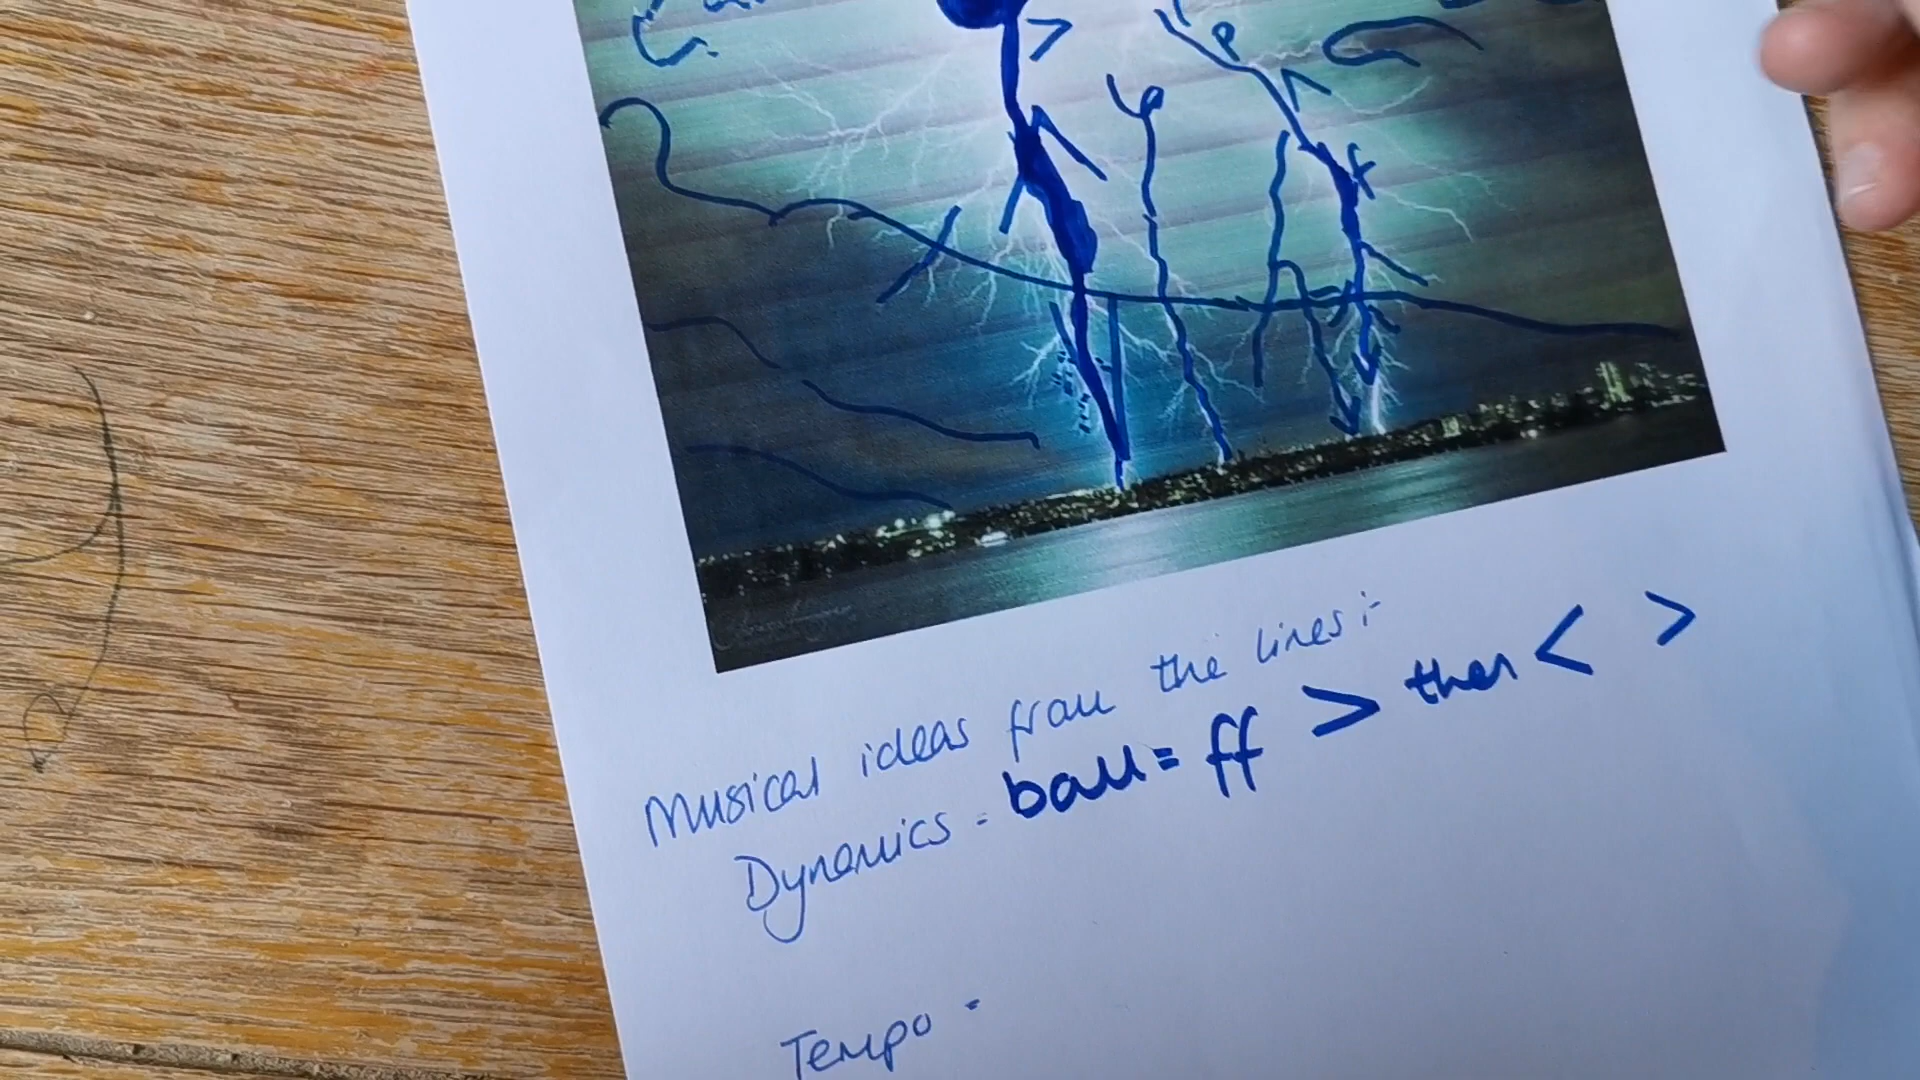 p
f
Musical ideas from the lines :-
Dynamics - ball = ff > then < >
Tempo -